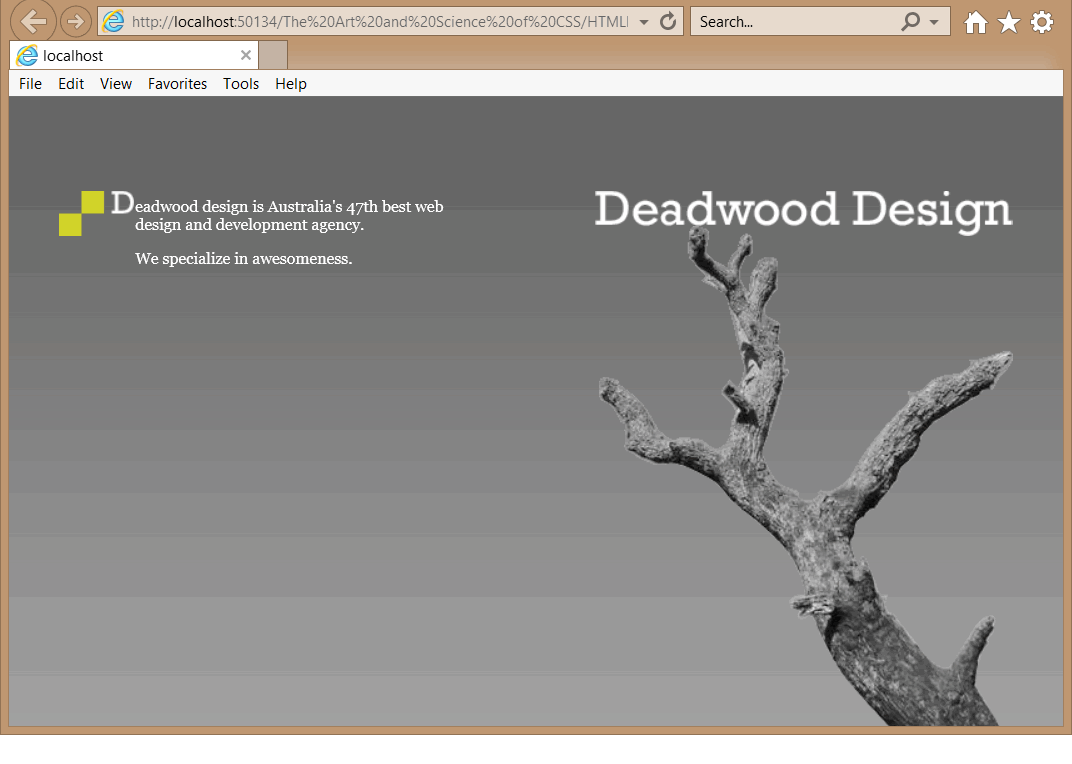 http://localhost:50134/The%20Art%20and%20Science%20of%20CSS/HTML
Search...
localhost
File Edit View Favorites Tools Help
Deadwood design is Australia's 47th best web
design and development agency.
We specialize in awesomeness.
Deadwood Design